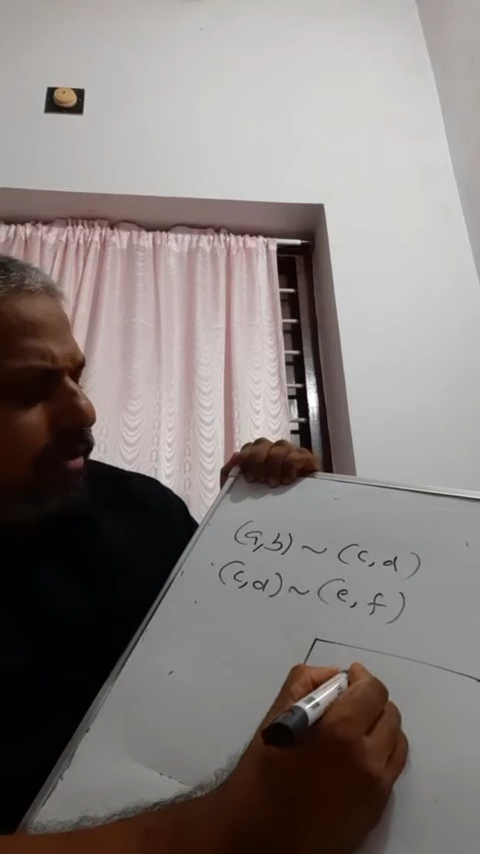 (a,b) ~ (c,d)
(c,d) ~ (e,f)